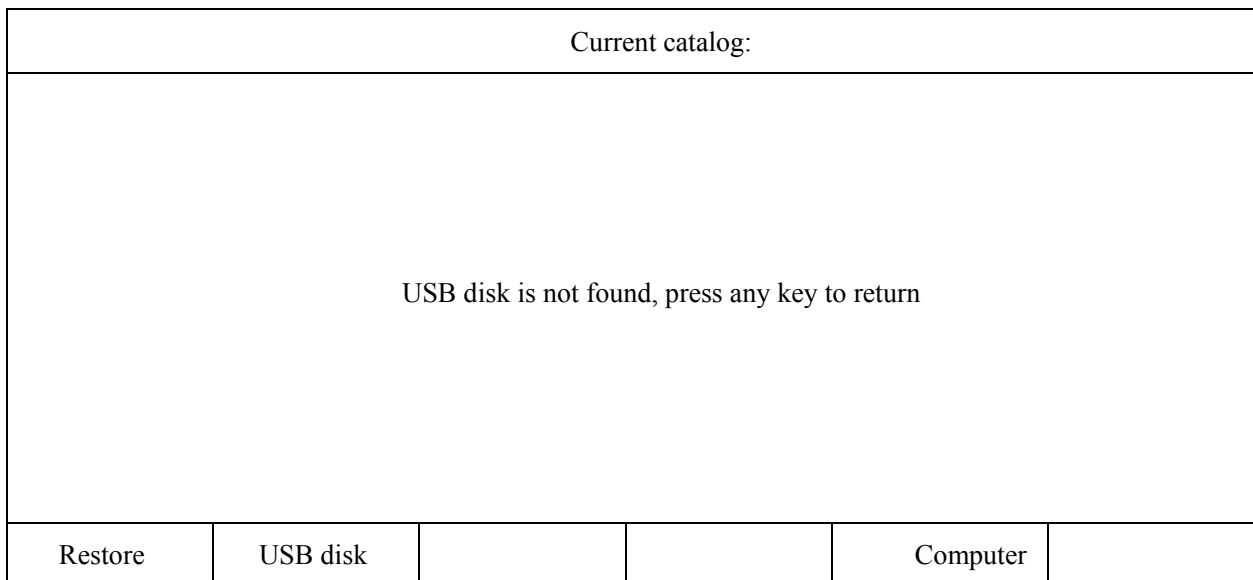 Current catalog:
USB disk is not found, press any key to return
Restore USB disk Computer